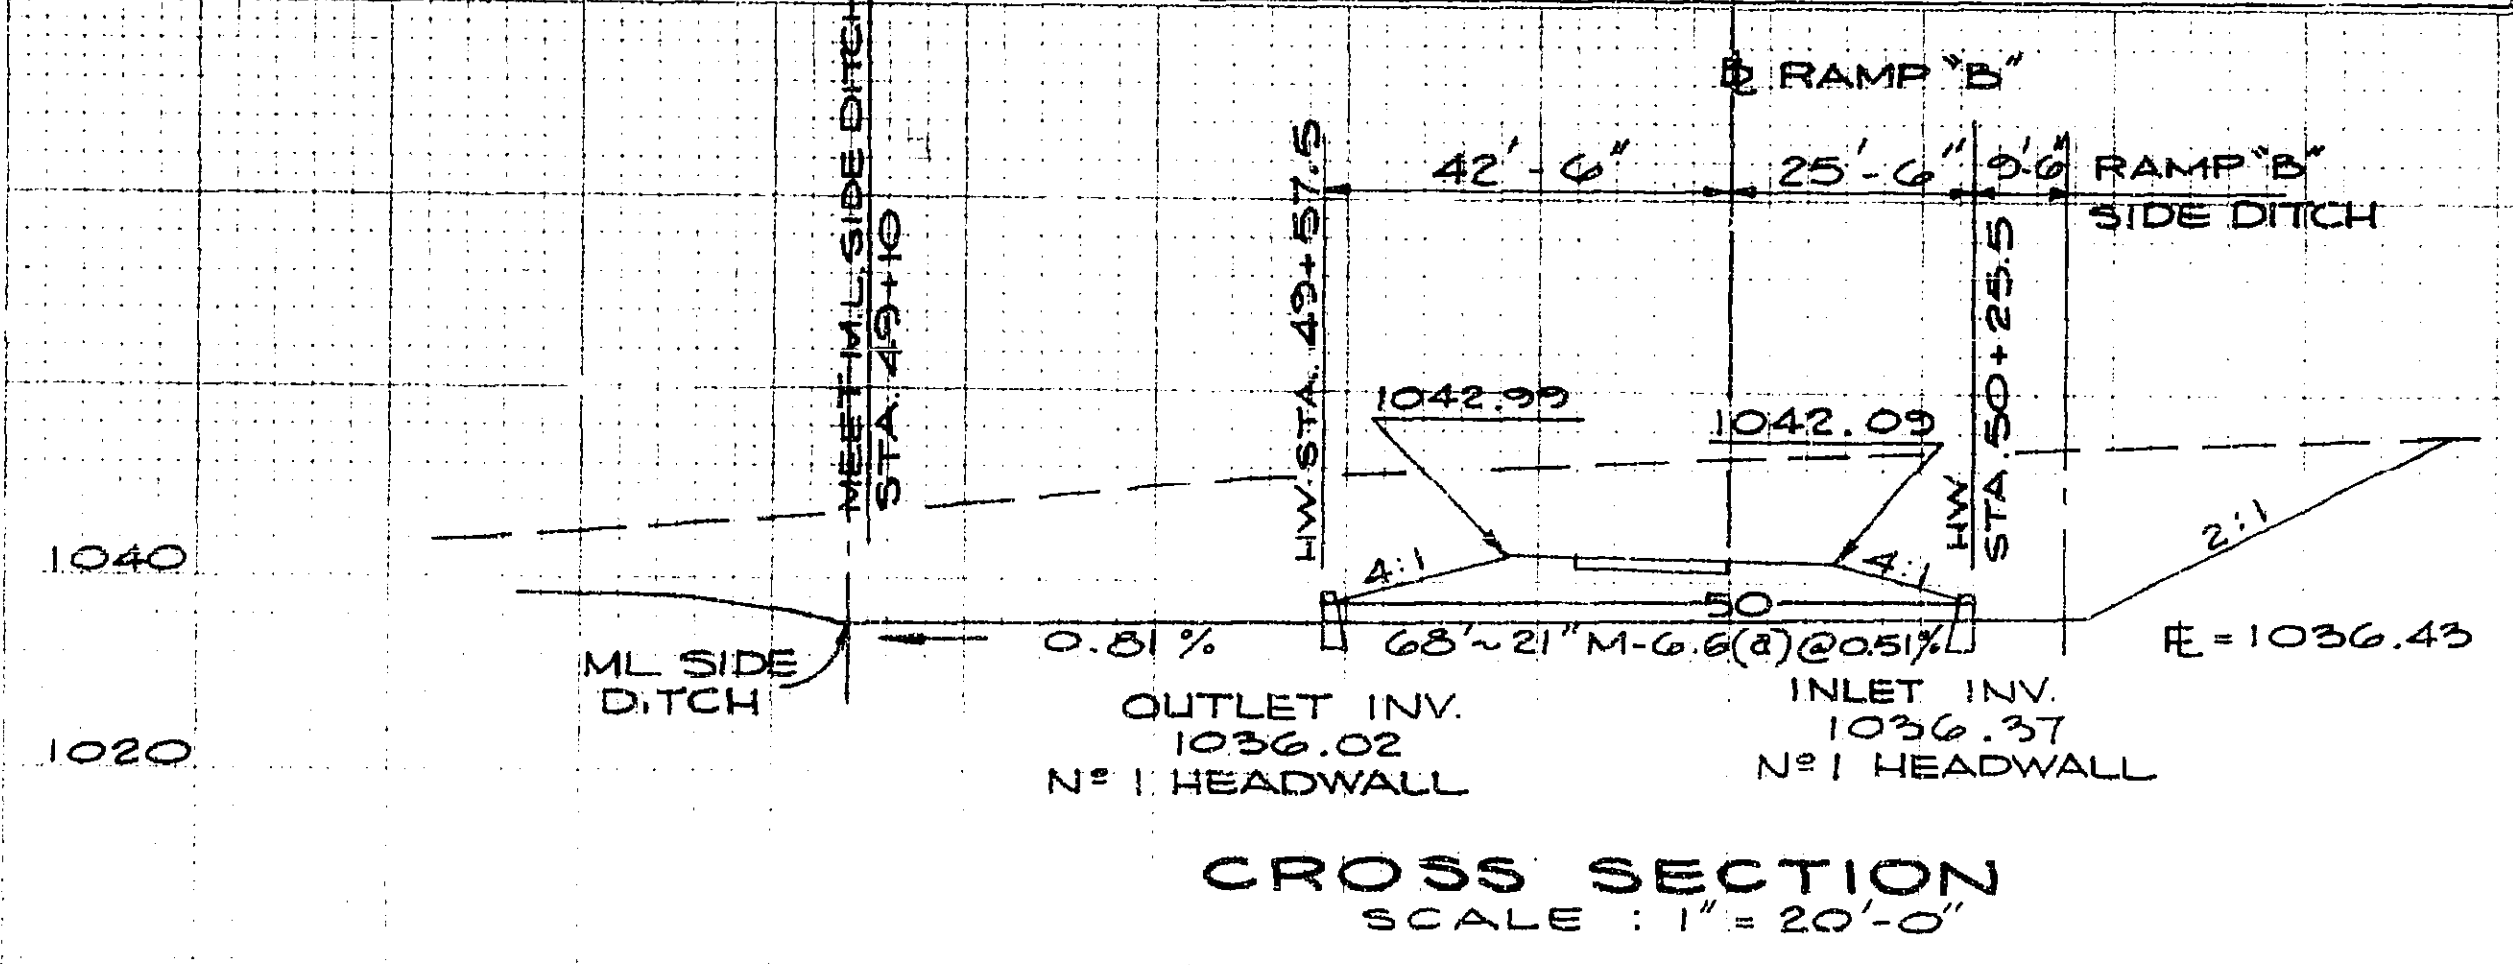 MEET M.L. SIDE DITCH
STA. 49+10
℄ RAMP "B"
42'-6"
25'-6"
9'-6"
RAMP "B"
SIDE DITCH
H.W. STA. 49+57.5
HW
STA. 50+25.5
1042.99
1042.09
1040
4:1
4:1
2:1
50
0.81 %
68'~21" M-6.6(a)@0.51%
ML SIDE
DITCH
= 1036.43
OUTLET INV.
1036.02
Nº 1 HEADWALL
INLET INV.
1036.37
Nº 1 HEADWALL
1020
CROSS SECTION
SCALE : 1" = 20'-0"